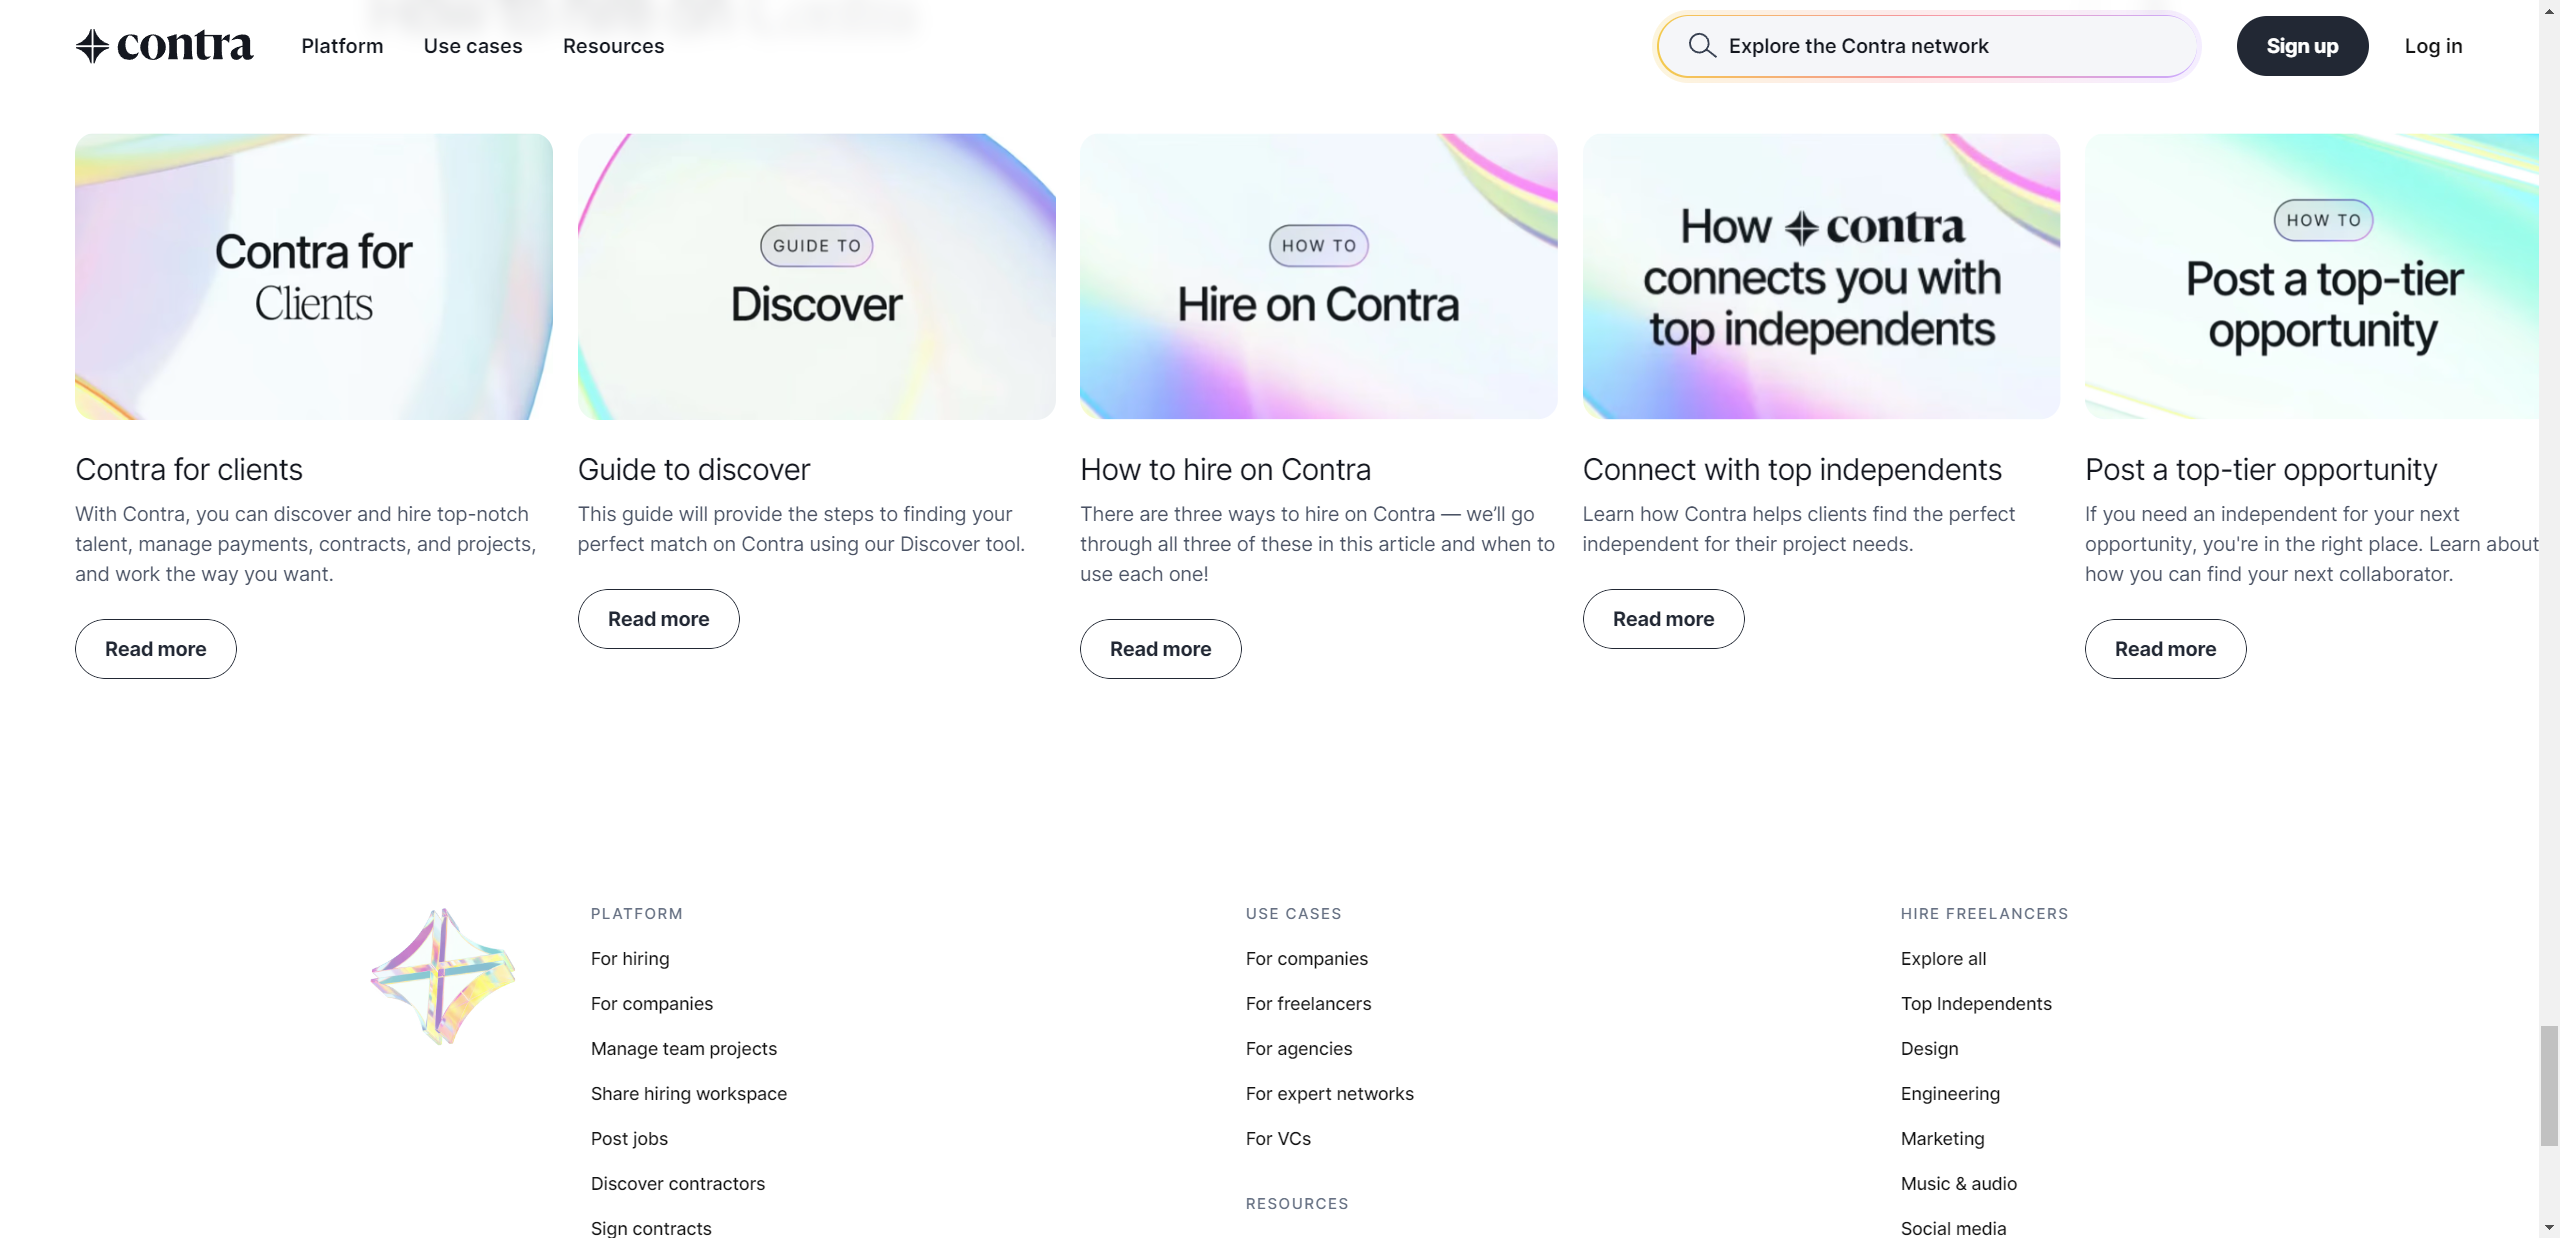 contra
Platform
Use cases
Resources
Explore the Contra network
Sign up
Log in
Contra for
Clients
GUIDE TO
Discover
HOW TO
Hire on Contra
How contra
connects you with
top independents
HOW TO
Post a top-tier
opportunity
Contra for clients
With Contra, you can discover and hire top-notch
talent, manage payments, contracts, and projects,
and work the way you want.
Read more
Guide to discover
This guide will provide the steps to finding your
perfect match on Contra using our Discover tool.
Read more
How to hire on Contra
There are three ways to hire on Contra — we’ll go
through all three of these in this article and when to
use each one!
Read more
Connect with top independents
Learn how Contra helps clients find the perfect
independent for their project needs.
Read more
Post a top-tier opportunity
If you need an independent for your next
opportunity, you're in the right place. Learn about
how you can find your next collaborator.
Read more
PLATFORM
For hiring
For companies
Manage team projects
Share hiring workspace
Post jobs
Discover contractors
Sign contracts
USE CASES
For companies
For freelancers
For agencies
For expert networks
For VCs
RESOURCES
HIRE FREELANCERS
Explore all
Top Independents
Design
Engineering
Marketing
Music & audio
Social media